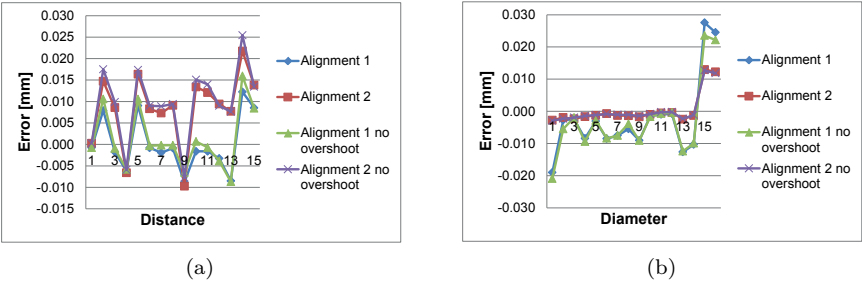 0.030
0.025
0.020
0.015
0.010
0.005
0.000
-0.005
-0.010
-0.015
Error [mm]
1 3 5 7 9 11 13 15
Distance
Alignment 1
Alignment 2
Alignment 1 no
overshoot
Alignment 2 no
overshoot
(a)
0.030
0.020
0.010
0.000
-0.010
-0.020
-0.030
Error [mm]
1 3 5 7 9 11 13 15
Diameter
Alignment 1
Alignment 2
Alignment 1 no
overshoot
Alignment 2 no
overshoot
(b)